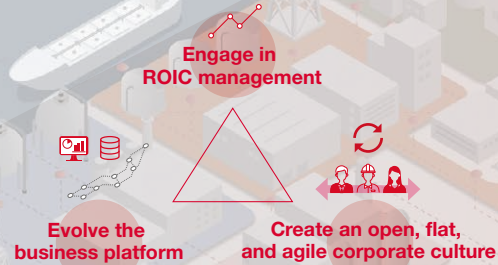 Engage in
ROIC management
Evolve the
business platform
Create an open, flat,
and agile corporate culture